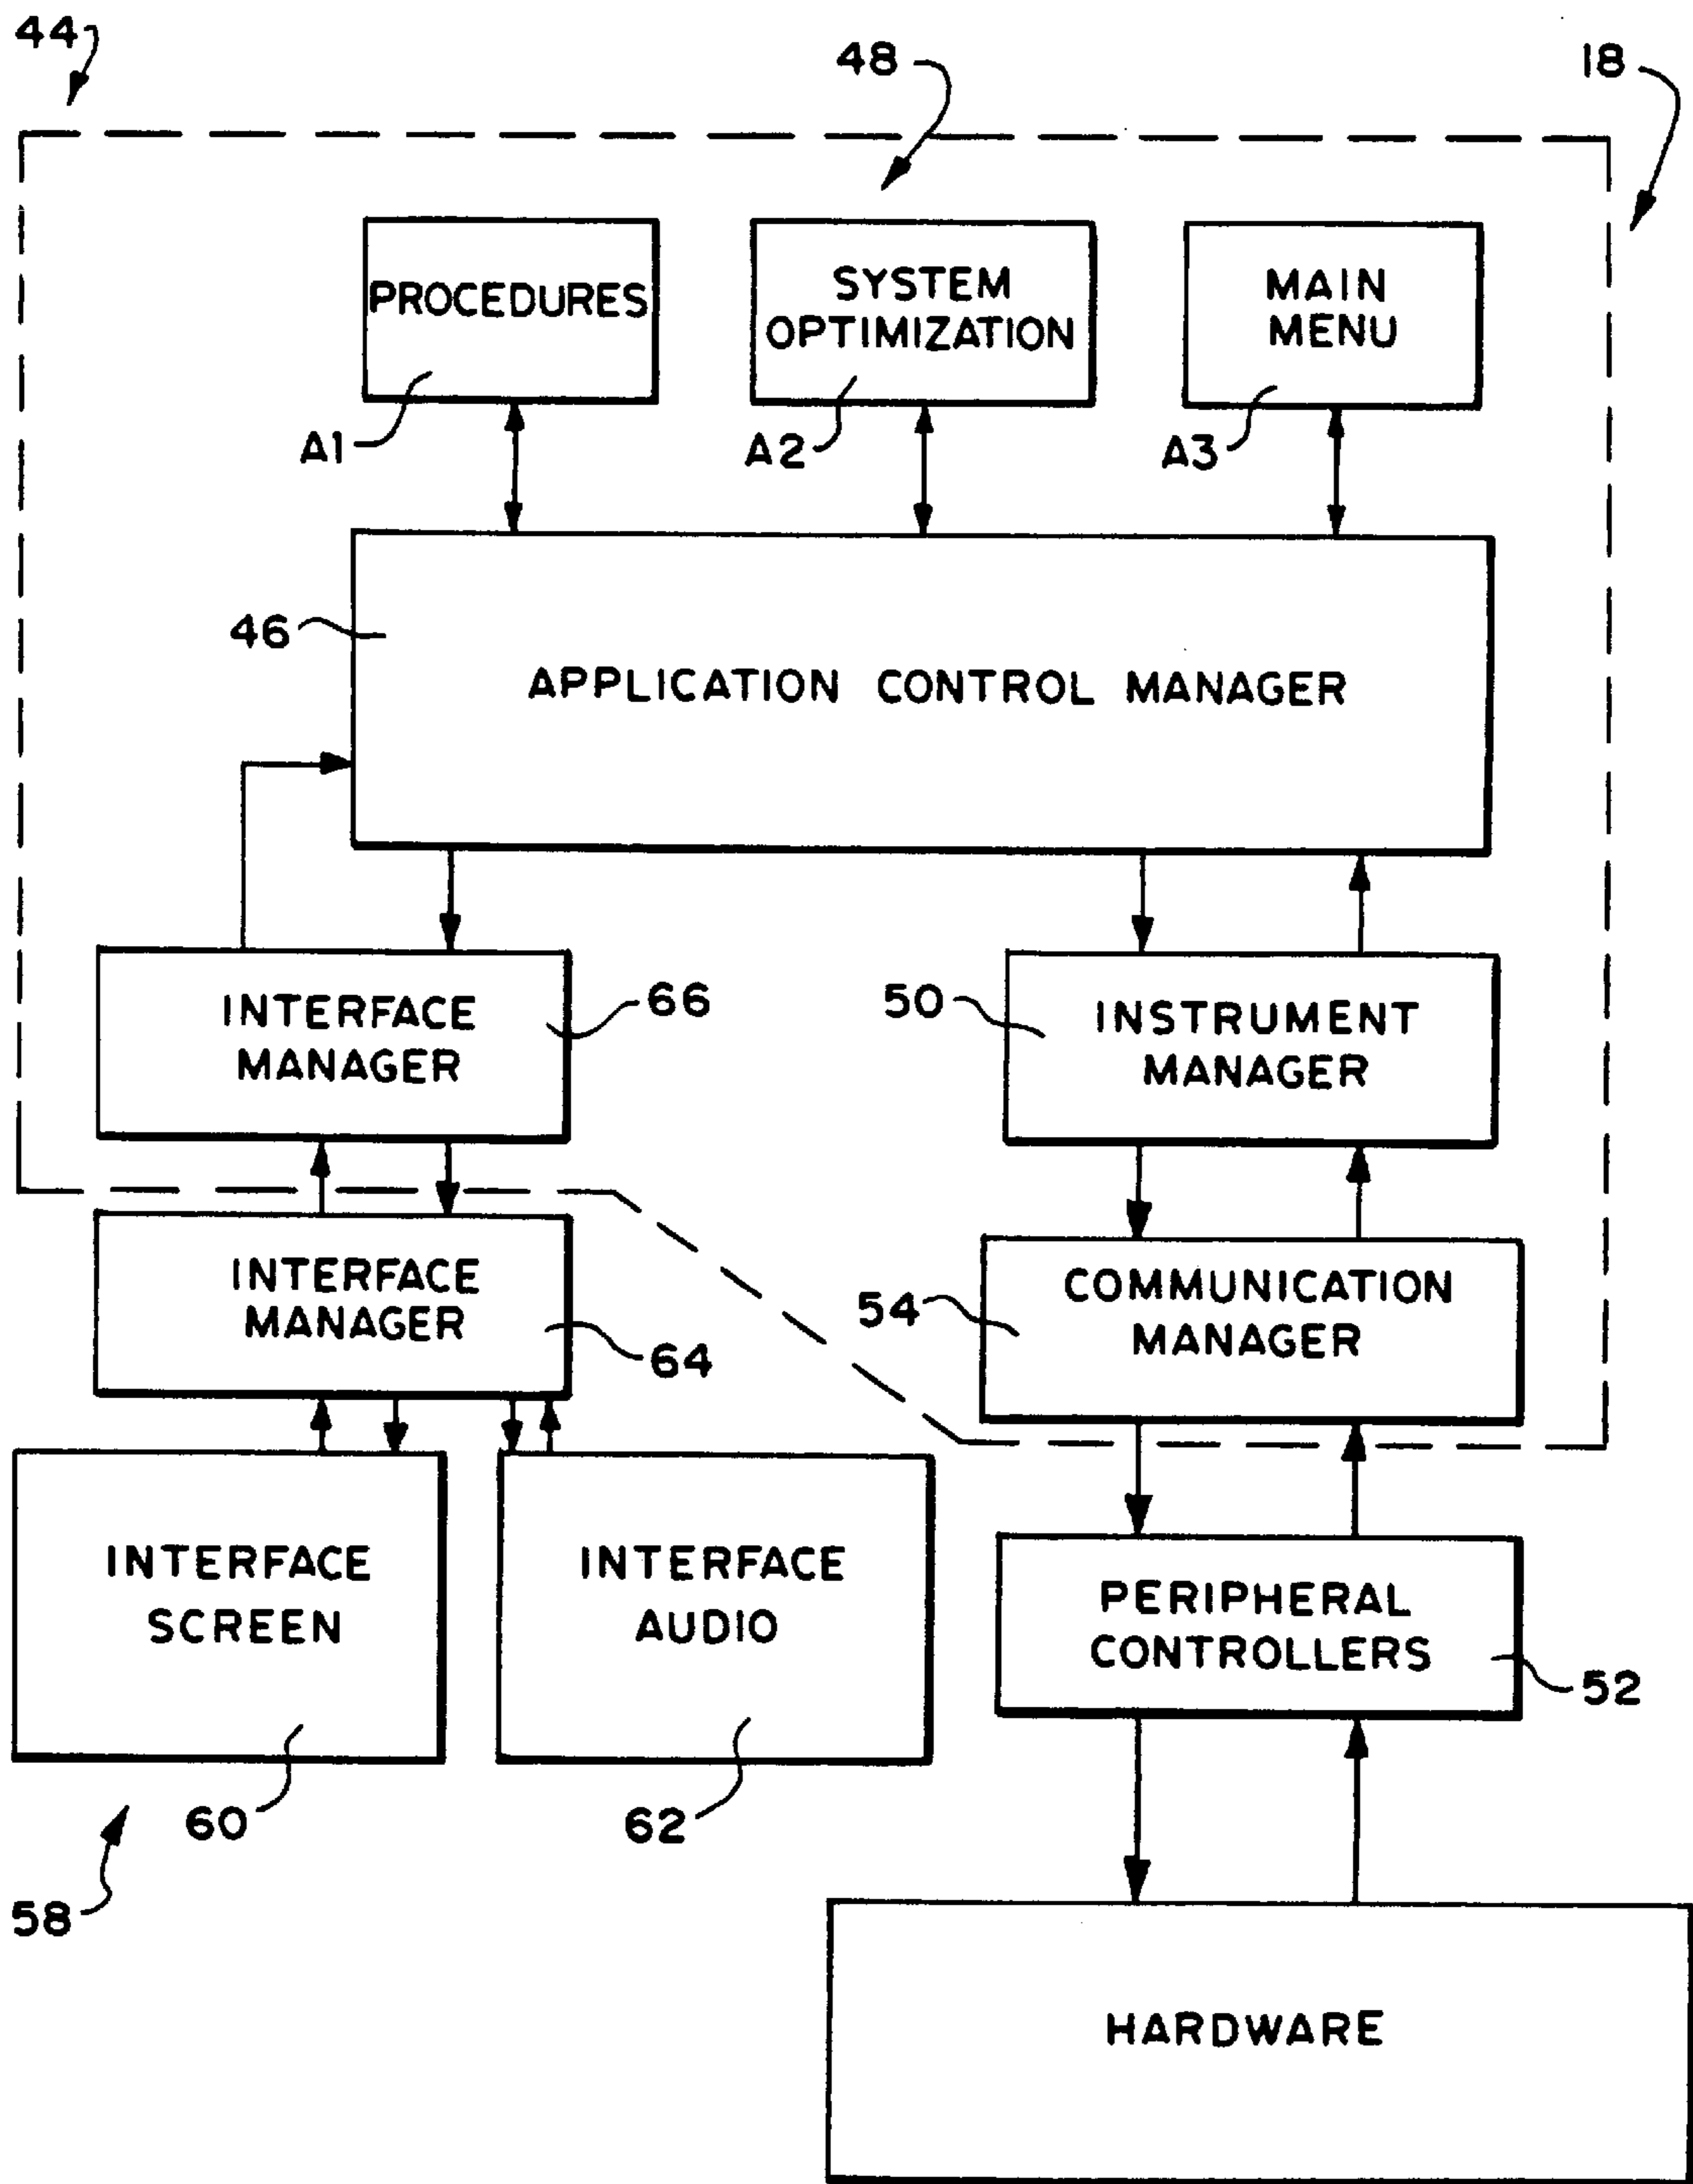 44
48
18
PROCEDURES
SYSTEM
OPTIMIZATION
MAIN
MENU
A1
A2
A3
46
APPLICATION CONTROL MANAGER
INTERFACE
MANAGER
66
50
INSTRUMENT
MANAGER
INTERFACE
MANAGER
64
54
COMMUNICATION
MANAGER
INTERFACE
SCREEN
INTERFACE
AUDIO
PERIPHERAL
CONTROLLERS
52
60
62
58
HARDWARE